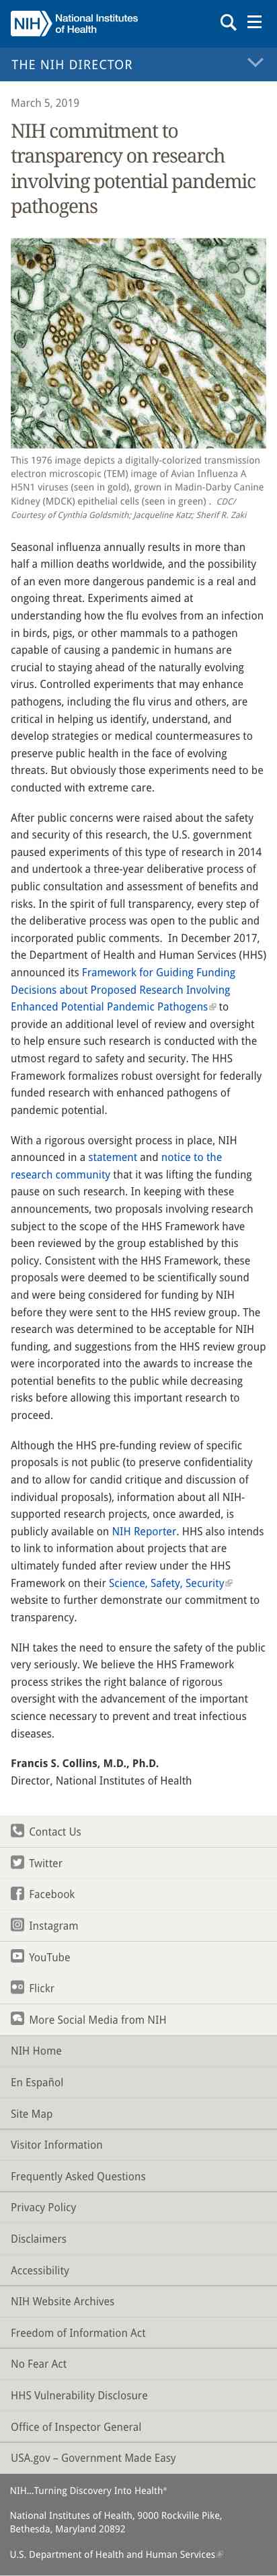 NIH National Institutes
of Health
THE NIH DIRECTOR
March 5, 2019
NIH commitment to
transparency on research
involving potential pandemic
pathogens
This 1976 image depicts a digitally-colorized transmission
electron microscopic (TEM) image of Avian Influenza A
H5N1 viruses (seen in gold), grown in Madin-Darby Canine
Kidney (MDCK) epithelial cells (seen in green) . CDC/
Courtesy of Cynthia Goldsmith; Jacqueline Katz; Sherif R. Zaki
Seasonal influenza annually results in more than
half a million deaths worldwide, and the possibility
of an even more dangerous pandemic is a real and
ongoing threat. Experiments aimed at
understanding how the flu evolves from an infection
in birds, pigs, or other mammals to a pathogen
capable of causing a pandemic in humans are
crucial to staying ahead of the naturally evolving
virus. Controlled experiments that may enhance
pathogens, including the flu virus and others, are
critical in helping us identify, understand, and
develop strategies or medical countermeasures to
preserve public health in the face of evolving
threats. But obviously those experiments need to be
conducted with extreme care.
After public concerns were raised about the safety
and security of this research, the U.S. government
paused experiments of this type of research in 2014
and undertook a three-year deliberative process of
public consultation and assessment of benefits and
risks. In the spirit of full transparency, every step of
the deliberative process was open to the public and
incorporated public comments. In December 2017,
the Department of Health and Human Services (HHS)
announced its Framework for Guiding Funding
Decisions about Proposed Research Involving
Enhanced Potential Pandemic Pathogens to
provide an additional level of review and oversight
to help ensure such research is conducted with the
utmost regard to safety and security. The HHS
Framework formalizes robust oversight for federally
funded research with enhanced pathogens of
pandemic potential.
With a rigorous oversight process in place, NIH
announced in a statement and notice to the
research community that it was lifting the funding
pause on such research. In keeping with these
announcements, two proposals involving research
subject to the scope of the HHS Framework have
been reviewed by the group established by this
policy. Consistent with the HHS Framework, these
proposals were deemed to be scientifically sound
and were being considered for funding by NIH
before they were sent to the HHS review group. The
research was determined to be acceptable for NIH
funding, and suggestions from the HHS review group
were incorporated into the awards to increase the
potential benefits to the public while decreasing
risks before allowing this important research to
proceed.
Although the HHS pre-funding review of specific
proposals is not public (to preserve confidentiality
and to allow for candid critique and discussion of
individual proposals), information about all NIH-
supported research projects, once awarded, is
publicly available on NIH Reporter. HHS also intends
to link to information about projects that are
ultimately funded after review under the HHS
Framework on their Science, Safety, Security
website to further demonstrate our commitment to
transparency.
NIH takes the need to ensure the safety of the public
very seriously. We believe the HHS Framework
process strikes the right balance of rigorous
oversight with the advancement of the important
science necessary to prevent and treat infectious
diseases.
Francis S. Collins, M.D., Ph.D.
Director, National Institutes of Health
Contact Us
Twitter
Facebook
Instagram
YouTube
Flickr
More Social Media from NIH
NIH Home
En Español
Site Map
Visitor Information
Frequently Asked Questions
Privacy Policy
Disclaimers
Accessibility
NIH Website Archives
Freedom of Information Act
No Fear Act
HHS Vulnerability Disclosure
Office of Inspector General
USA.gov – Government Made Easy
NIH...Turning Discovery Into Health®
National Institutes of Health, 9000 Rockville Pike,
Bethesda, Maryland 20892
U.S. Department of Health and Human Services